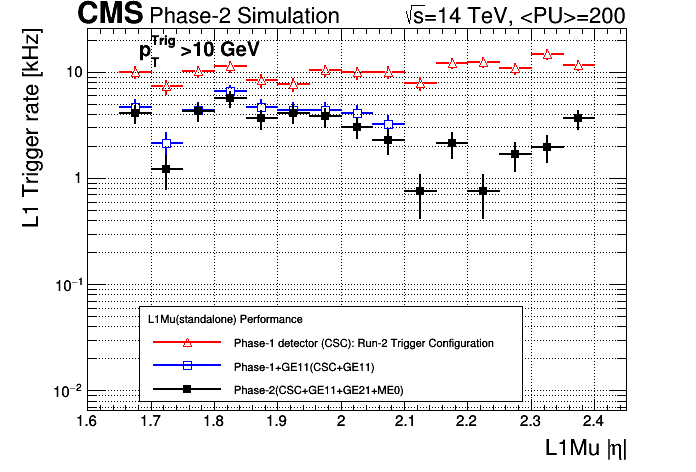 CMS Phase-2 Simulation √s=14 TeV, <PU>=200
p_T^Trig >10 GeV
L1 Trigger rate [kHz]
10
1
10⁻¹
10⁻²
L1Mu(standalone) Performance
Phase-1 detector (CSC): Run-2 Trigger Configuration
Phase-1+GE11(CSC+GE11)
Phase-2(CSC+GE11+GE21+ME0)
1.6 1.7 1.8 1.9 2 2.1 2.2 2.3 2.4
L1Mu |η|